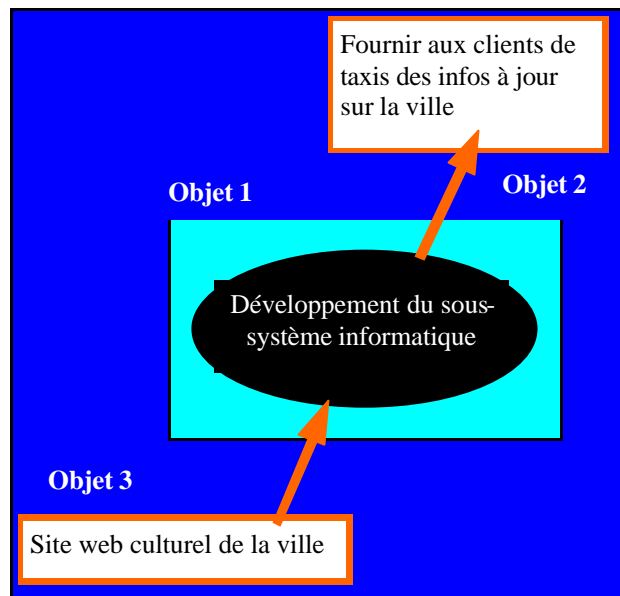 Fournir aux clients de
taxis des infos à jour
sur la ville
Objet 1
Objet 2
Développement du sous-
système informatique
Objet 3
Site web culturel de la ville